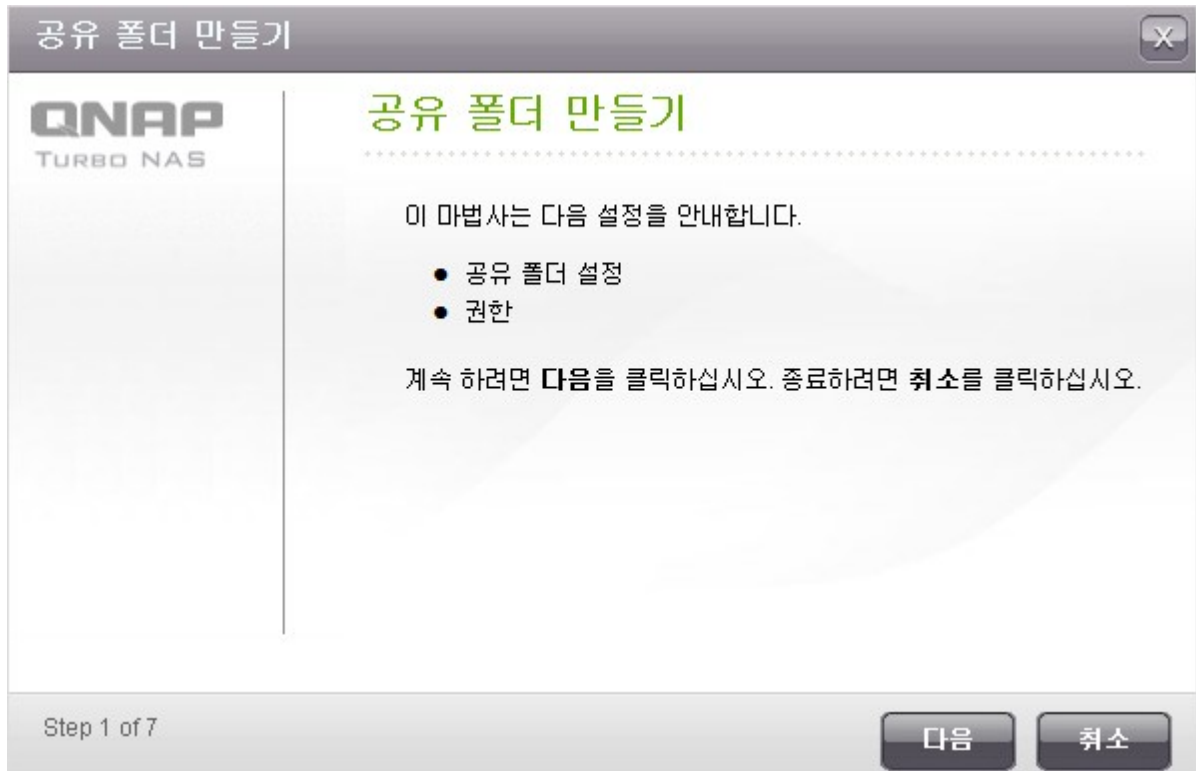 공유 폴더 만들기
X
QNAP
TURBO NAS
공유 폴더 만들기
이 마법사는 다음 설정을 안내합니다.
● 공유 폴더 설정
● 권한
계속 하려면 다음을 클릭하십시오. 종료하려면 취소를 클릭하십시오.
Step 1 of 7
다음
취소